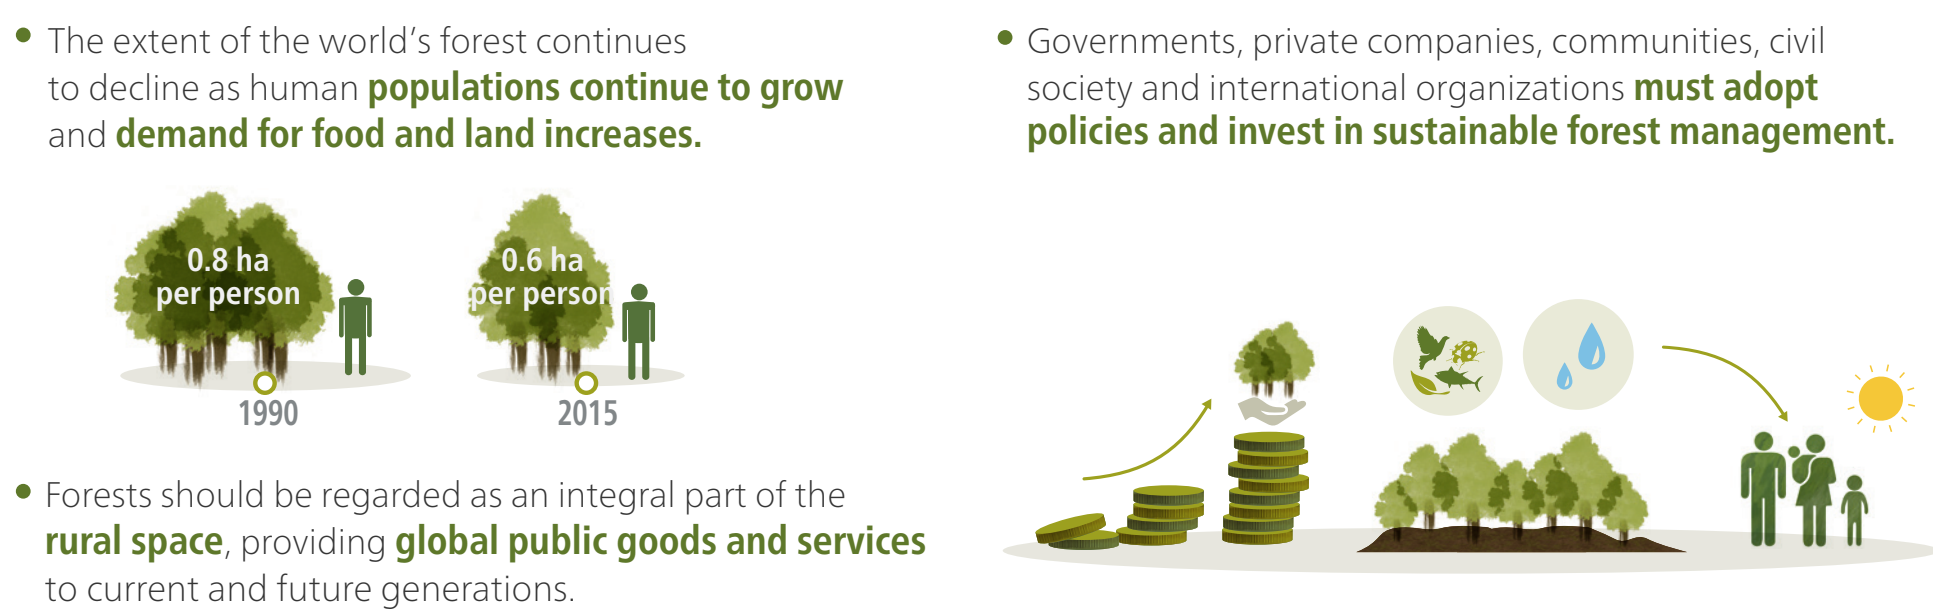 • The extent of the world's forest continues
to decline as human populations continue to grow
and demand for food and land increases.
0.8 ha
per person
0.6 ha
per person
1990
2015
• Forests should be regarded as an integral part of the
rural space, providing global public goods and services
to current and future generations.
• Governments, private companies, communities, civil
society and international organizations must adopt
policies and invest in sustainable forest management.